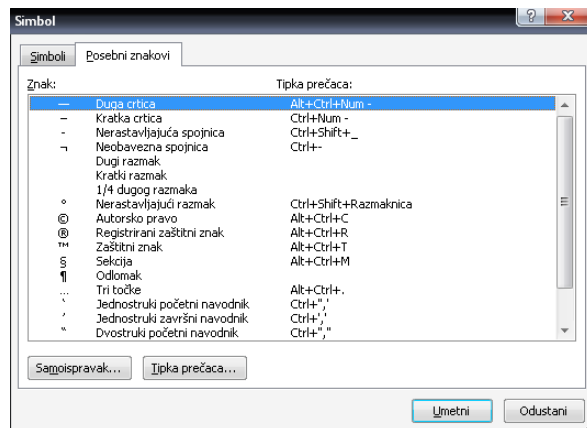 Simbol
Simboli Posebni znakovi
Znak: Tipka prečaca:
— Duga crtica Alt+Ctrl+Num -
– Kratka crtica Ctrl+Num -
- Nerastavljajuća spojnica Ctrl+Shift+_
¬ Neobavezna spojnica Ctrl+-
Dugi razmak
Kratki razmak
1/4 dugog razmaka
° Nerastavljajući razmak Ctrl+Shift+Razmaknica
© Autorsko pravo Alt+Ctrl+C
® Registrirani zaštitni znak Alt+Ctrl+R
™ Zaštitni znak Alt+Ctrl+T
§ Sekcija Alt+Ctrl+M
¶ Odlomak
… Tri točke Alt+Ctrl+.
‘ Jednostruki početni navodnik Ctrl+",'
’ Jednostruki završni navodnik Ctrl+','
“ Dvostruki početni navodnik Ctrl+","
Samoispravak... Tipka prečaca...
Umetni Odustani